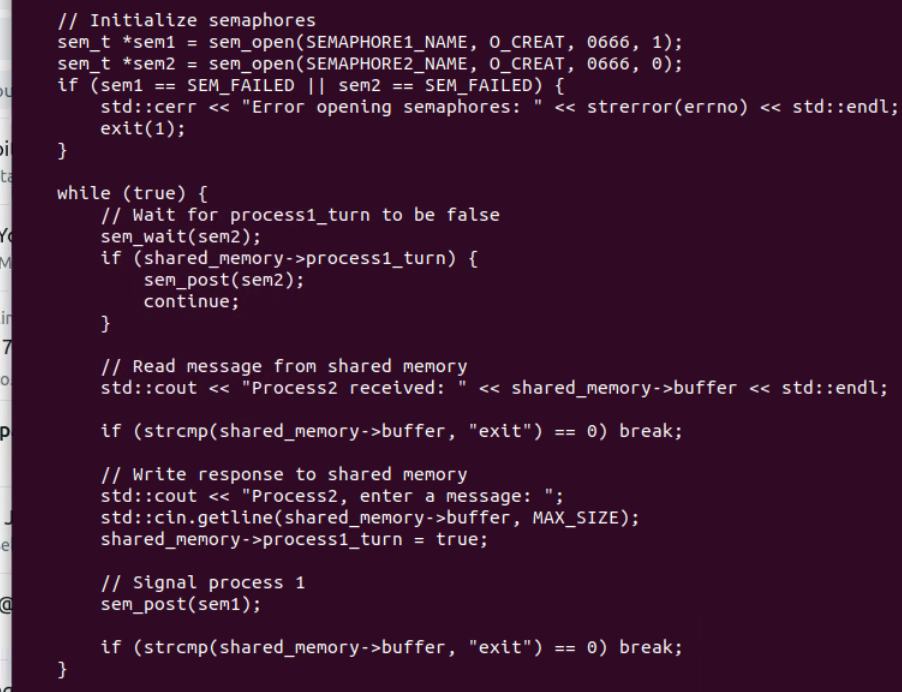 // Initialize semaphores
sem_t *sem1 = sem_open(SEMAPHORE1_NAME, O_CREAT, 0666, 1);
sem_t *sem2 = sem_open(SEMAPHORE2_NAME, O_CREAT, 0666, 0);
if (sem1 == SEM_FAILED || sem2 == SEM_FAILED) {
    std::cerr << "Error opening semaphores: " << strerror(errno) << std::endl;
    exit(1);
}

while (true) {
    // Wait for process1_turn to be false
    sem_wait(sem2);
    if (shared_memory->process1_turn) {
        sem_post(sem2);
        continue;
    }

    // Read message from shared memory
    std::cout << "Process2 received: " << shared_memory->buffer << std::endl;

    if (strcmp(shared_memory->buffer, "exit") == 0) break;

    // Write response to shared memory
    std::cout << "Process2, enter a message: ";
    std::cin.getline(shared_memory->buffer, MAX_SIZE);
    shared_memory->process1_turn = true;

    // Signal process 1
    sem_post(sem1);

    if (strcmp(shared_memory->buffer, "exit") == 0) break;
}